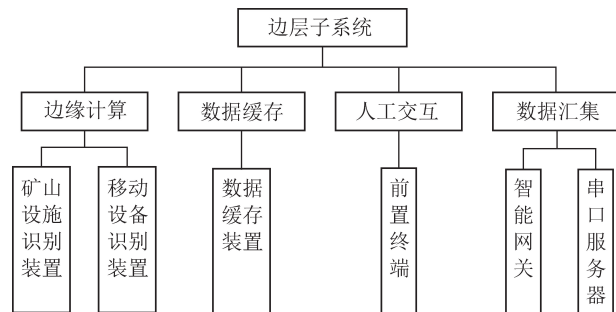 边层子系统
边缘计算
数据缓存
人工交互
数据汇集
矿山
设施
识别
装置
移动
设备
识别
装置
数据
缓存
装置
前置终端
智能网关
串口服务器